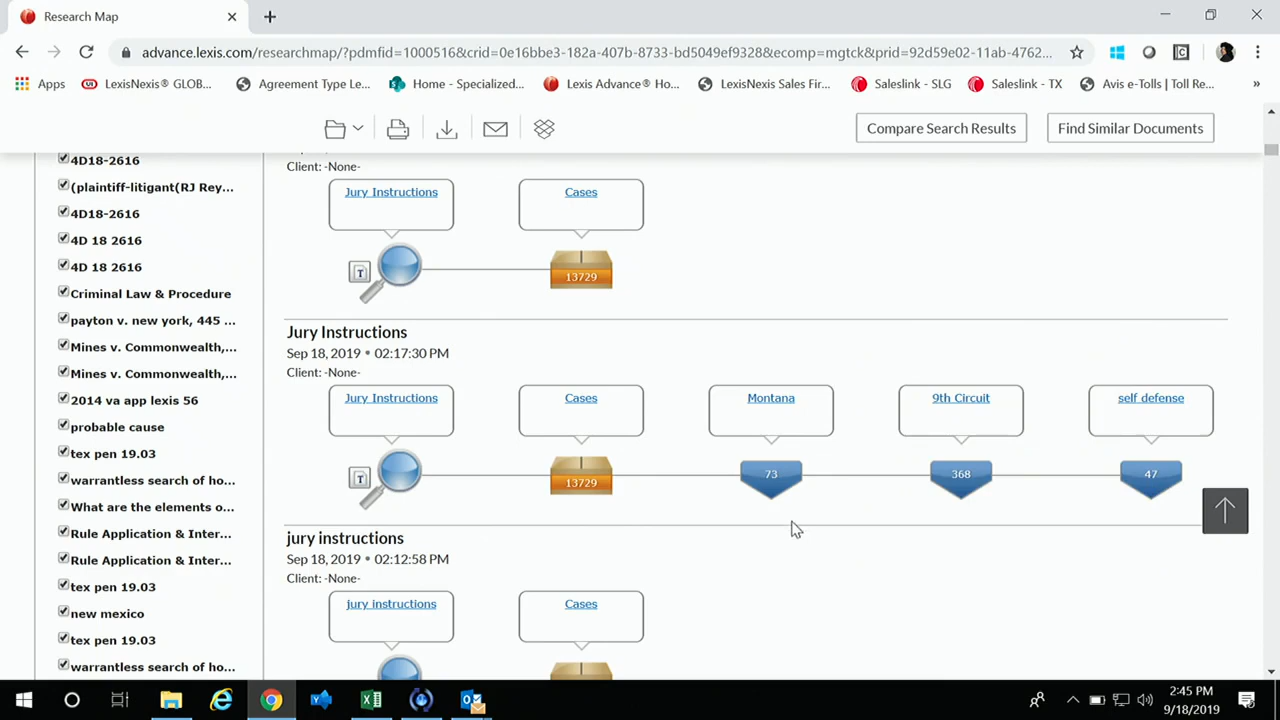 Research Map
advance.lexis.com/researchmap/?pdmfid=1000516&crid=0e16bbe3-182a-407b-8733-bd5049ef9328&ecomp=mgtck&prid=92d59e02-11ab-4762...
Apps
LexisNexis® GLOB...
Agreement Type Le...
Home - Specialized...
Lexis Advance® Ho...
LexisNexis Sales Fir...
Saleslink - SLG
Saleslink - TX
Avis e-Tolls | Toll Re...
»
Compare Search Results
Find Similar Documents
4D18-2616
(plaintiff-litigant(RJ Rey...
4D18-2616
4D 18 2616
4D 18 2616
Criminal Law & Procedure
payton v. new york, 445 ...
Mines v. Commonwealth,...
Mines v. Commonwealth,...
2014 va app lexis 56
probable cause
tex pen 19.03
warrantless search of ho...
What are the elements o...
Rule Application & Inter...
Rule Application & Inter...
tex pen 19.03
new mexico
tex pen 19.03
warrantless search of ho...
Client: -None-
Jury Instructions
Cases
T
13729
Jury Instructions
Sep 18, 2019 • 02:17:30 PM
Client: -None-
Jury Instructions
Cases
Montana
9th Circuit
self defense
T
13729
73
368
47
jury instructions
Sep 18, 2019 • 02:12:58 PM
Client: -None-
jury instructions
Cases
2:45 PM
9/18/2019